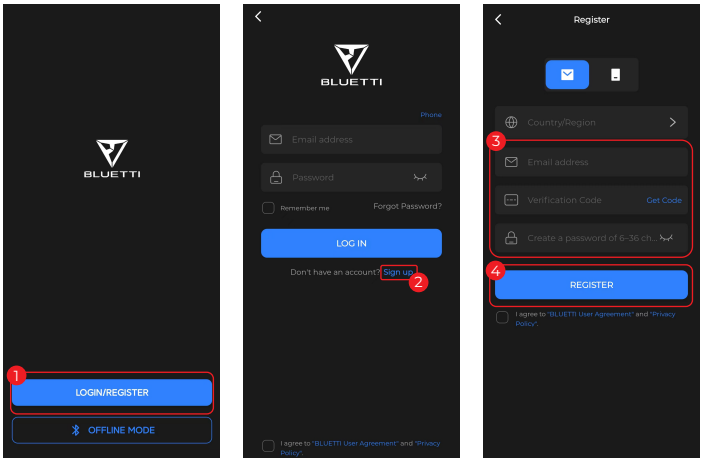 BLUETTI
1
LOGIN/REGISTER
OFFLINE MODE
BLUETTI
Phone
Email address
Password
Remember me
Forgot Password?
LOG IN
Don't have an account? Sign up
2
I agree to "BLUETTI User Agreement" and "Privacy
Policy".
Register
Country/Region
3
Email address
Verification Code
Get Code
Create a password of 6-36 ch...
4
REGISTER
I agree to "BLUETTI User Agreement" and "Privacy
Policy".